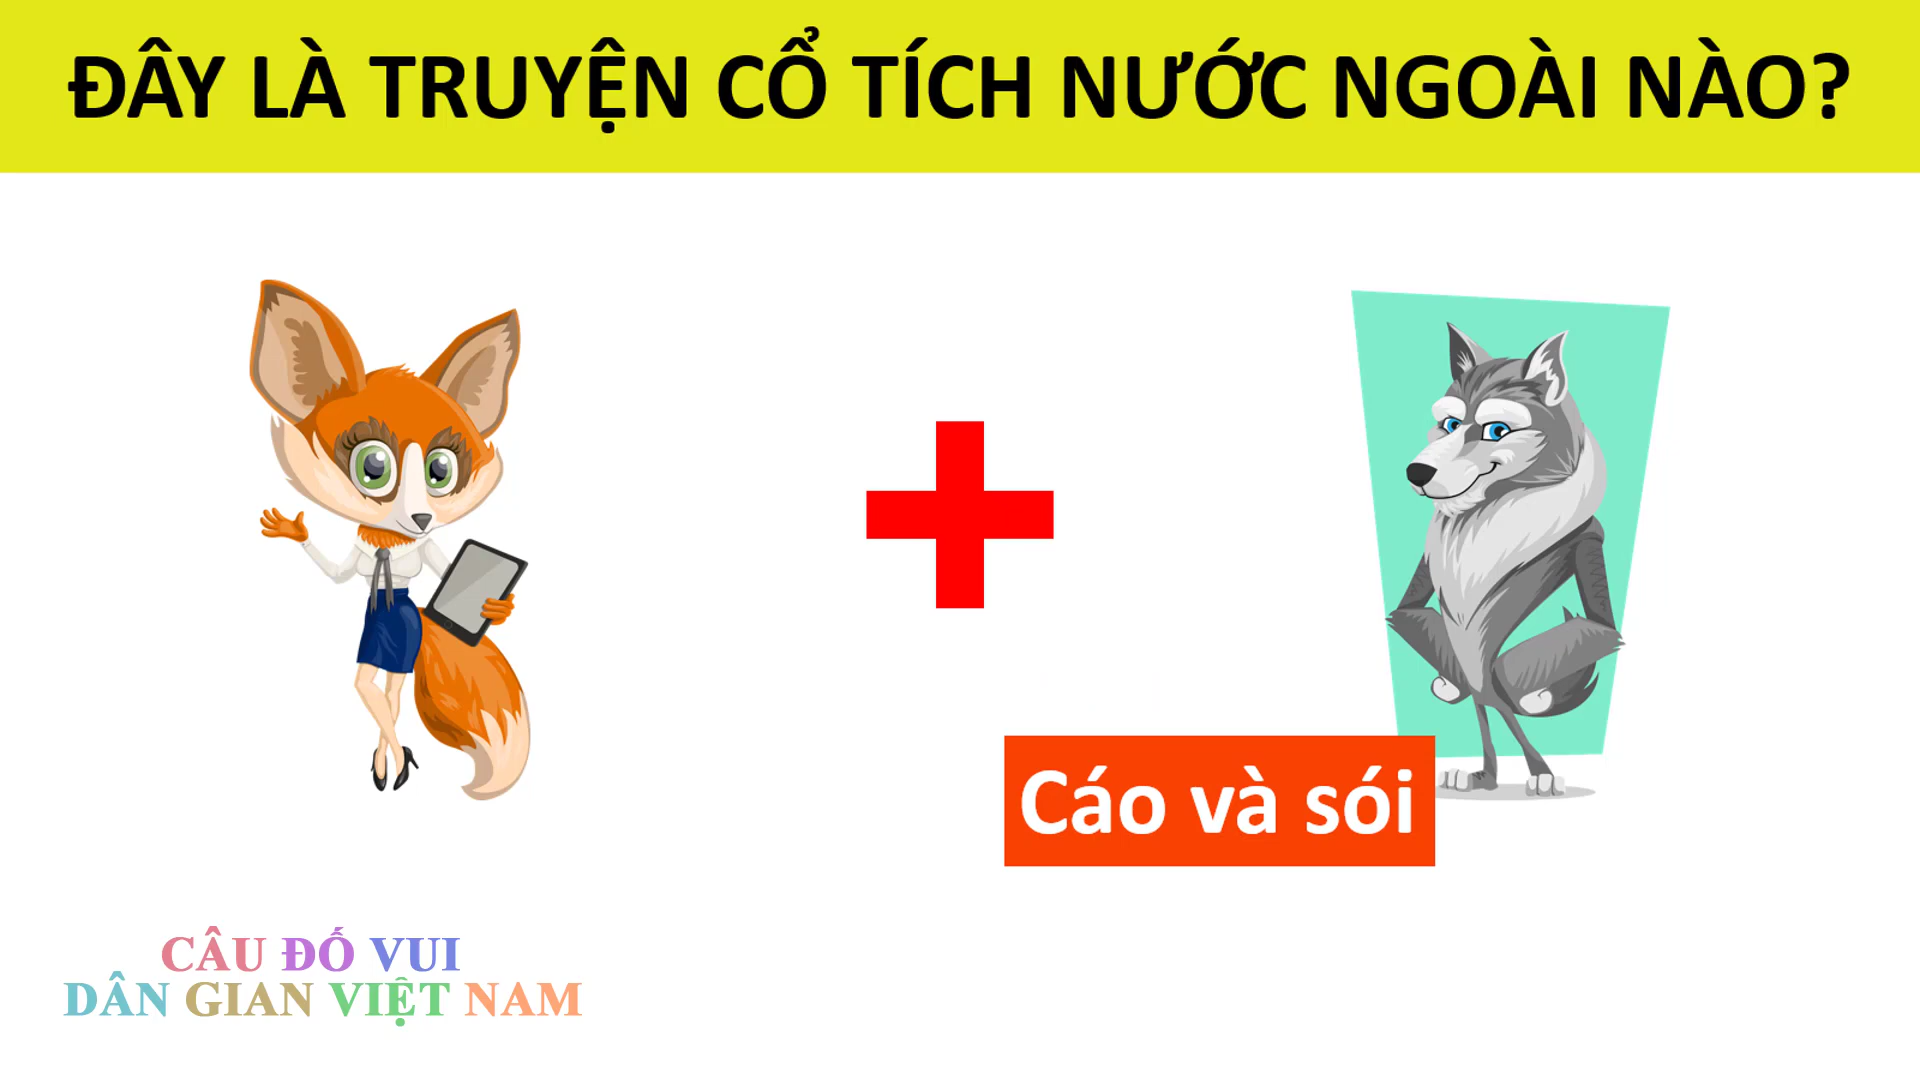 ĐÂY LÀ TRUYỆN CỔ TÍCH NƯỚC NGOÀI NÀO?
Cáo và sói
CÂU ĐỐ VUI
DÂN GIAN VIỆT NAM